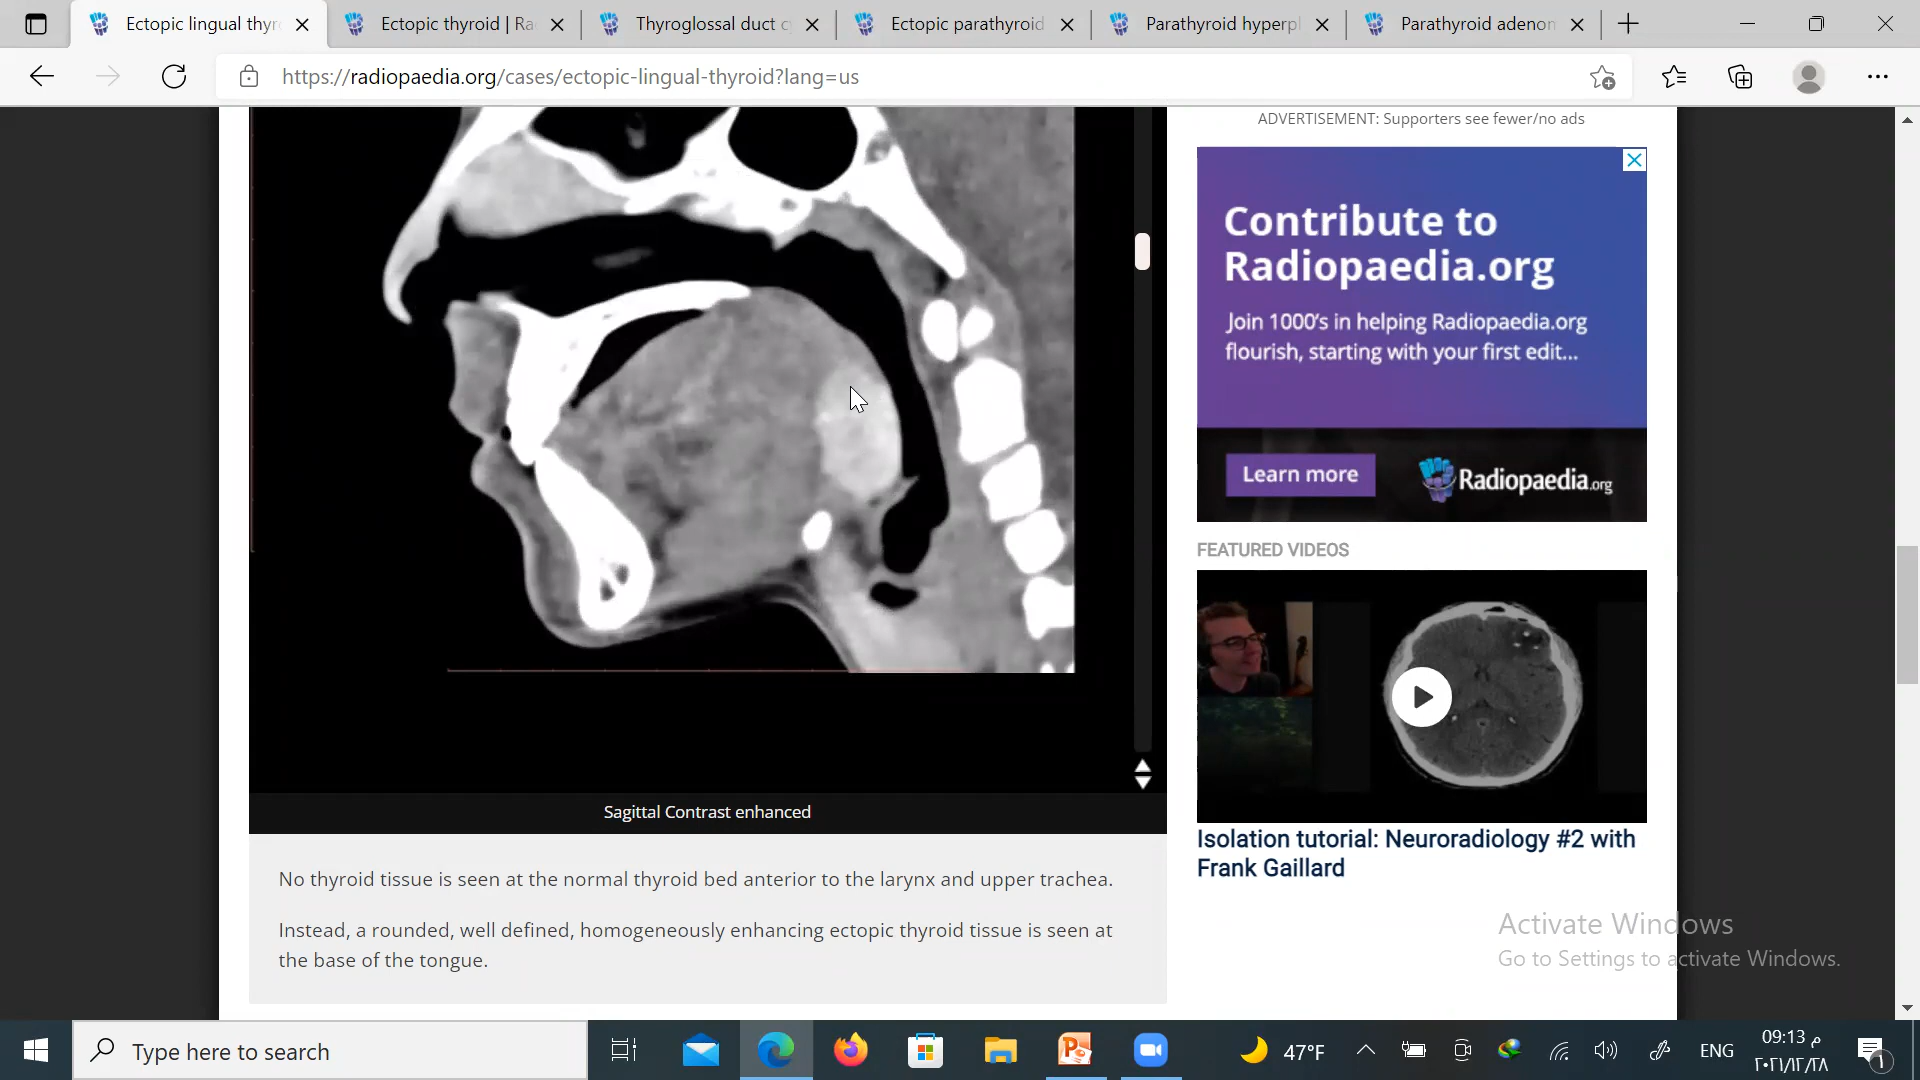 Ectopic lingual thyr
Ectopic thyroid | Ra
Thyroglossal duct c
Ectopic parathyroid
Parathyroid hyperpl
Parathyroid adenon
https://radiopaedia.org/cases/ectopic-lingual-thyroid?lang=us
ADVERTISEMENT: Supporters see fewer/no ads
Contribute to
Radiopaedia.org
Join 1000's in helping Radiopaedia.org
flourish, starting with your first edit...
Learn more
Radiopaedia.org
FEATURED VIDEOS
Isolation tutorial: Neuroradiology #2 with
Frank Gaillard
Sagittal Contrast enhanced
No thyroid tissue is seen at the normal thyroid bed anterior to the larynx and upper trachea.
Instead, a rounded, well defined, homogeneously enhancing ectopic thyroid tissue is seen at
the base of the tongue.
Activate Windows
Go to Settings to activate Windows.
Type here to search
47°F
ENG
09:13 م
٢٠٢١/١٢/٢٨
١